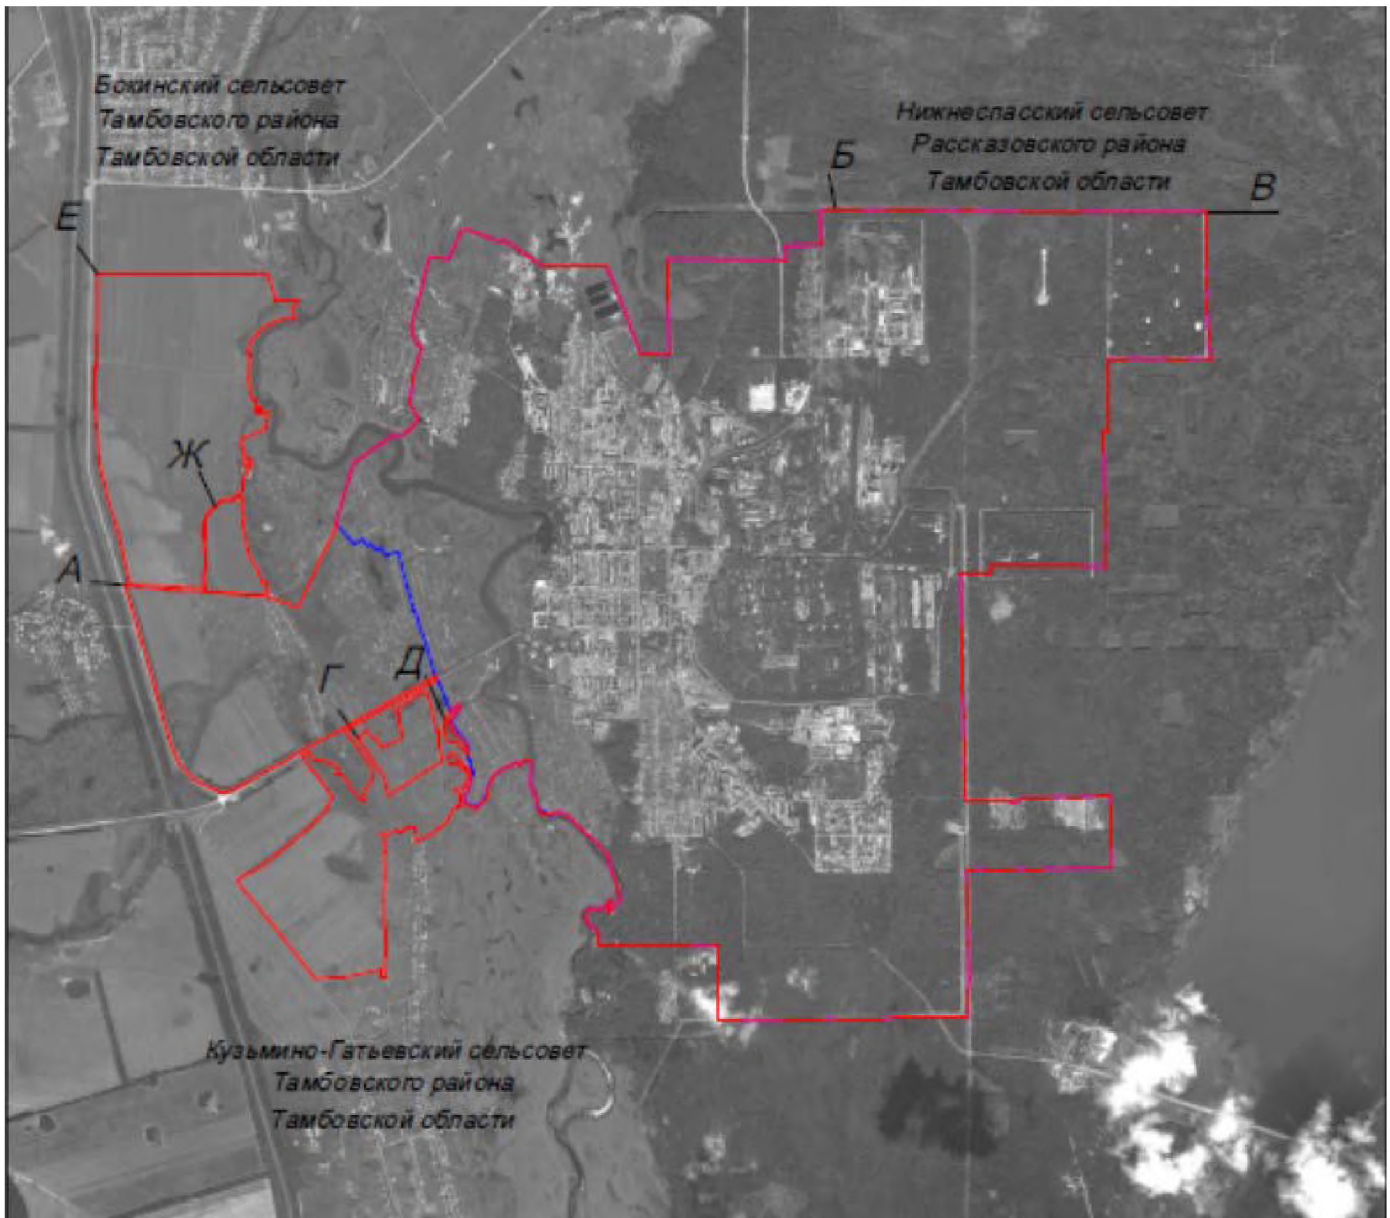 Бокинский сельсовет
Тамбовского района
Тамбовской области
Нижнеспасский сельсовет
Рассказовского района
Тамбовской области
Б
В
Е
Ж
А
Г
Д
Кузьмино-Гатьевский сельсовет
Тамбовского района
Тамбовской области